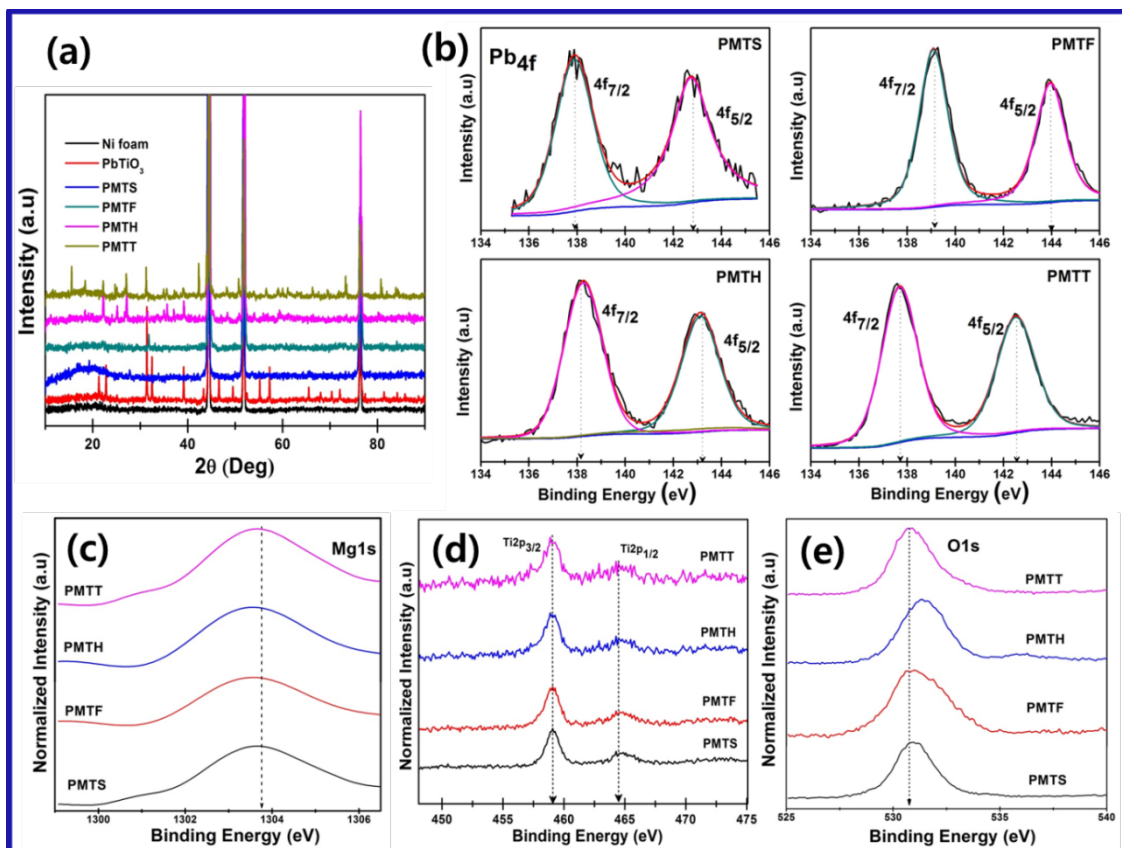 (a)
Ni foam
PbTiO3
PMTS
PMTF
PMTH
PMTT
Intensity (a.u)
20 40 60 80
2θ (Deg)
(b)
Pb4f
PMTS
4f7/2
4f5/2
Intensity (a.u)
134 136 138 140 142 144 146
PMTF
4f7/2
4f5/2
Intensity (a.u)
134 136 138 140 142 144 146
PMTH
4f7/2
4f5/2
Intensity (a.u)
134 136 138 140 142 144 146
Binding Energy (eV)
PMTT
4f7/2
4f5/2
Intensity (a.u)
134 136 138 140 142 144 146
Binding Energy (eV)
(c)
Mg1s
PMTT
PMTH
PMTF
PMTS
Normalized Intensity (a.u)
1300 1302 1304 1306
Binding Energy (eV)
(d)
Ti2p3/2
Ti2p1/2
PMTT
PMTH
PMTF
PMTS
Normalized Intensity (a.u)
450 455 460 465 470 475
Binding Energy (eV)
(e)
O1s
PMTT
PMTH
PMTF
PMTS
Normalized Intensity (a.u)
525 530 535 540
Binding Energy (eV)